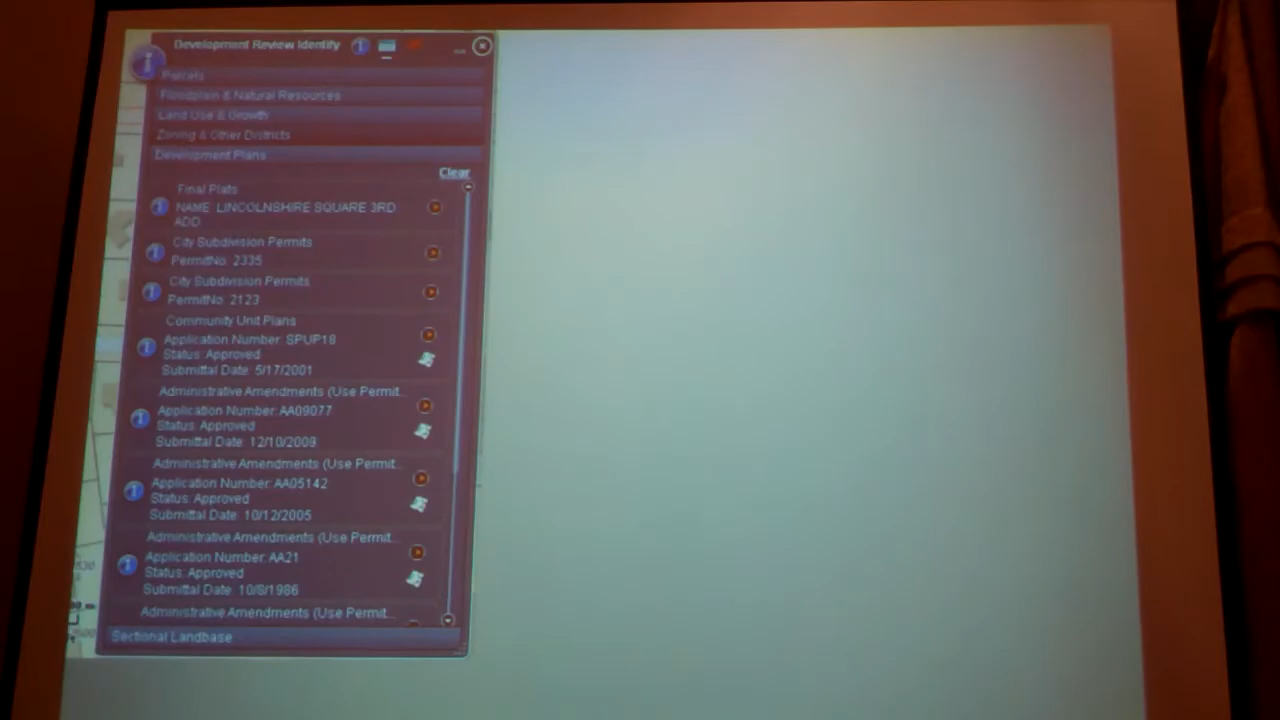 Development Review Identify
Parcels
Floodplain & Natural Resources
Land Use & Growth
Zoning & Other Districts
Development Plans
Clear
Final Plats
NAME: LINCOLNSHIRE SQUARE 3RD
ADD
City Subdivision Permits
PermitNo: 2335
City Subdivision Permits
PermitNo: 2123
Community Unit Plans
Application Number: SPUP18
Status: Approved
Submittal Date: 5/17/2001
Administrative Amendments (Use Permit...
Application Number: AA09077
Status: Approved
Submittal Date: 12/10/2009
Administrative Amendments (Use Permit...
Application Number: AA05142
Status: Approved
Submittal Date: 10/12/2005
Administrative Amendments (Use Permit...
Application Number: AA21
Status: Approved
Submittal Date: 10/8/1986
Administrative Amendments (Use Permit...
Sectional Landbase